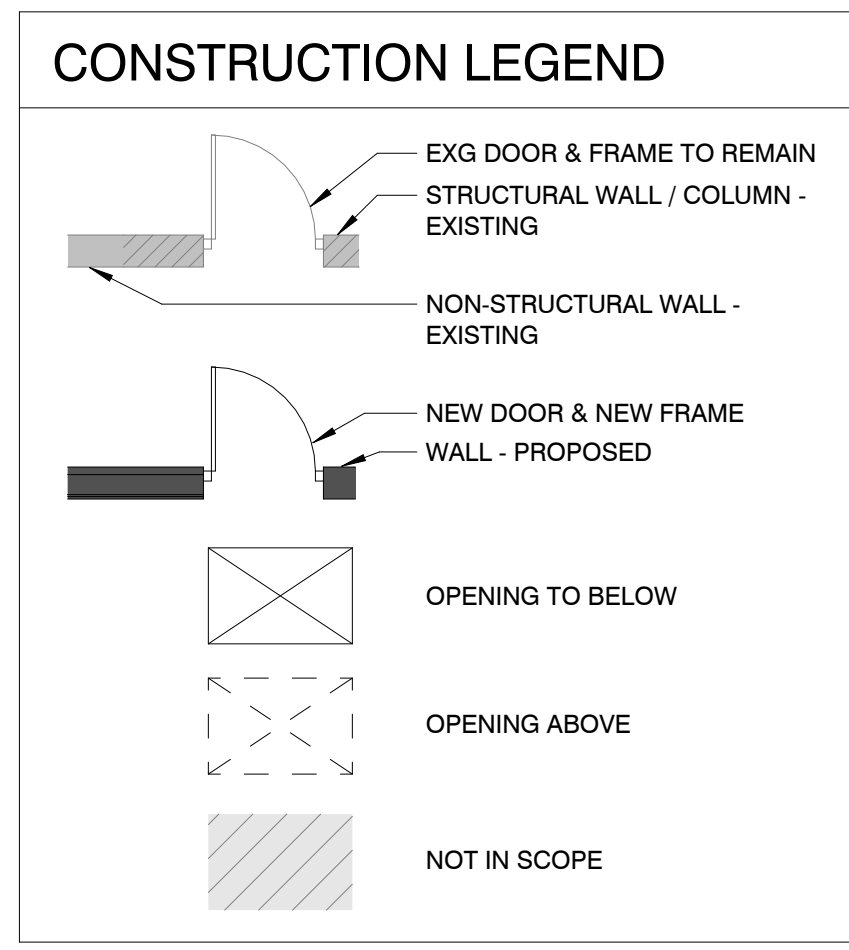 CONSTRUCTION LEGEND
EXG DOOR & FRAME TO REMAIN
STRUCTURAL WALL / COLUMN -
EXISTING
NON-STRUCTURAL WALL -
EXISTING
NEW DOOR & NEW FRAME
WALL - PROPOSED
OPENING TO BELOW
OPENING ABOVE
NOT IN SCOPE